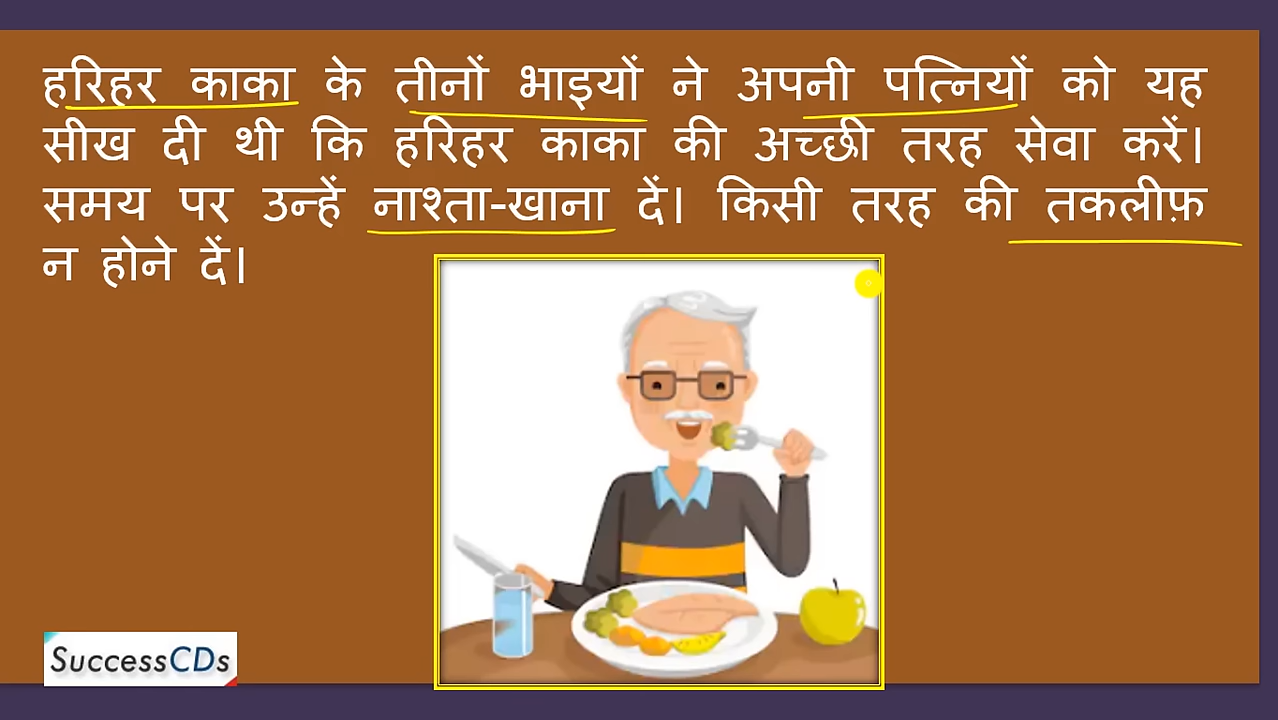 हरिहर काका के तीनों भाइयों ने अपनी पत्नियों को यह
सीख दी थी कि हरिहर काका की अच्छी तरह सेवा करें।
समय पर उन्हें नाश्ता-खाना दें। किसी तरह की तकलीफ़
न होने दें।
SuccessCDs